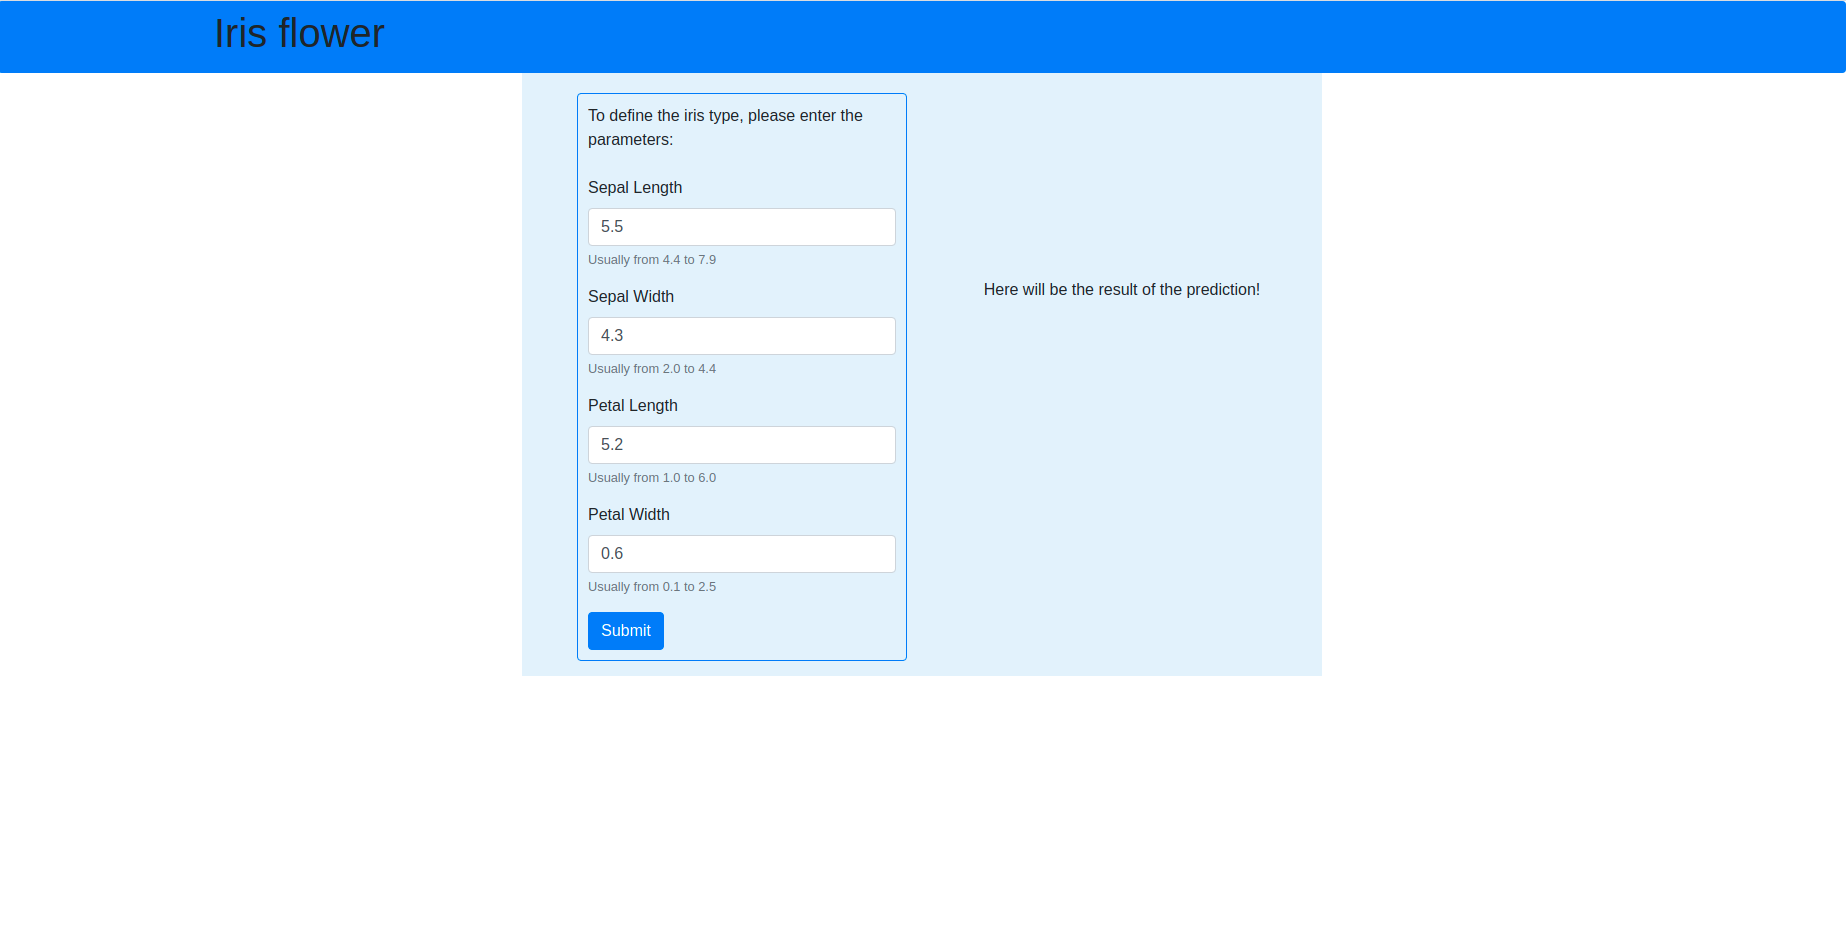 Iris flower
To define the iris type, please enter the
parameters:
Sepal Length
5.5
Usually from 4.4 to 7.9
Sepal Width
4.3
Usually from 2.0 to 4.4
Petal Length
5.2
Usually from 1.0 to 6.0
Petal Width
0.6
Usually from 0.1 to 2.5
Submit
Here will be the result of the prediction!